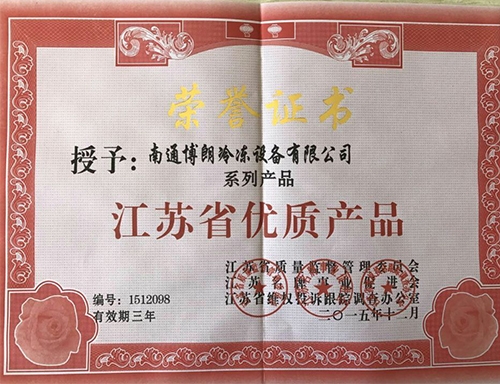 荣誉证书
授予：南通博朗冷冻设备有限公司
系列产品
江苏省优质产品
江苏省质量监督管理委员会
江苏省牌事业促进会
江苏省维权投诉跟踪调查办公室
编号：1512098
有效期三年
二〇一五年十二月